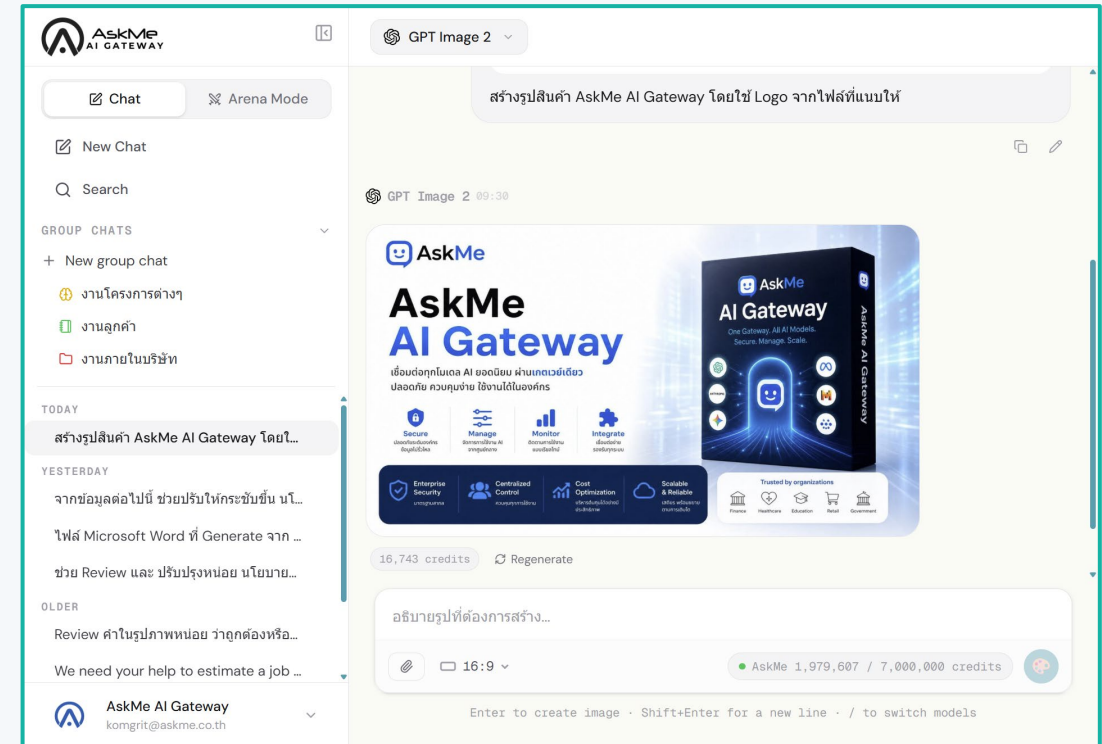 AskMe
AI GATEWAY
Chat
Arena Mode
New Chat
Search
GROUP CHATS
+ New group chat
งานโครงการต่างๆ
งานลูกค้า
งานภายในบริษัท
TODAY
สร้างรูปสินค้า AskMe AI Gateway โดยใ...
YESTERDAY
จากข้อมูลต่อไปนี้ ช่วยปรับให้กระชับขึ้น นโ...
ไฟล์ Microsoft Word ที่ Generate จาก ...
ช่วย Review และ ปรับปรุงหน่อย นโยบาย...
OLDER
Review คำในรูปภาพหน่อย ว่าถูกต้องหรือ...
We need your help to estimate a job ...
AskMe AI Gateway
komgrit@askme.co.th
GPT Image 2
สร้างรูปสินค้า AskMe AI Gateway โดยใช้ Logo จากไฟล์ที่แนบให้
GPT Image 2 09:30
AskMe
AskMe
AI Gateway
เชื่อมต่อทุกโมเดล AI ยอดนิยม ผ่านเกตเวย์เดียว
ปลอดภัย ควบคุมง่าย ใช้งานได้ในองค์กร
Secure
Manage
Monitor
Integrate
Enterprise
Security
Centralized
Control
Cost
Optimization
Scalable
& Reliable
AskMe
AI Gateway
One Gateway. All AI Models.
Secure. Manage. Scale.
AskMe AI Gateway
Trusted by organizations
Finance
Healthcare
Education
Retail
Government
16,743 credits
Regenerate
อธิบายรูปที่ต้องการสร้าง...
16:9
AskMe 1,979,607 / 7,000,000 credits
Enter to create image · Shift+Enter for a new line · / to switch models